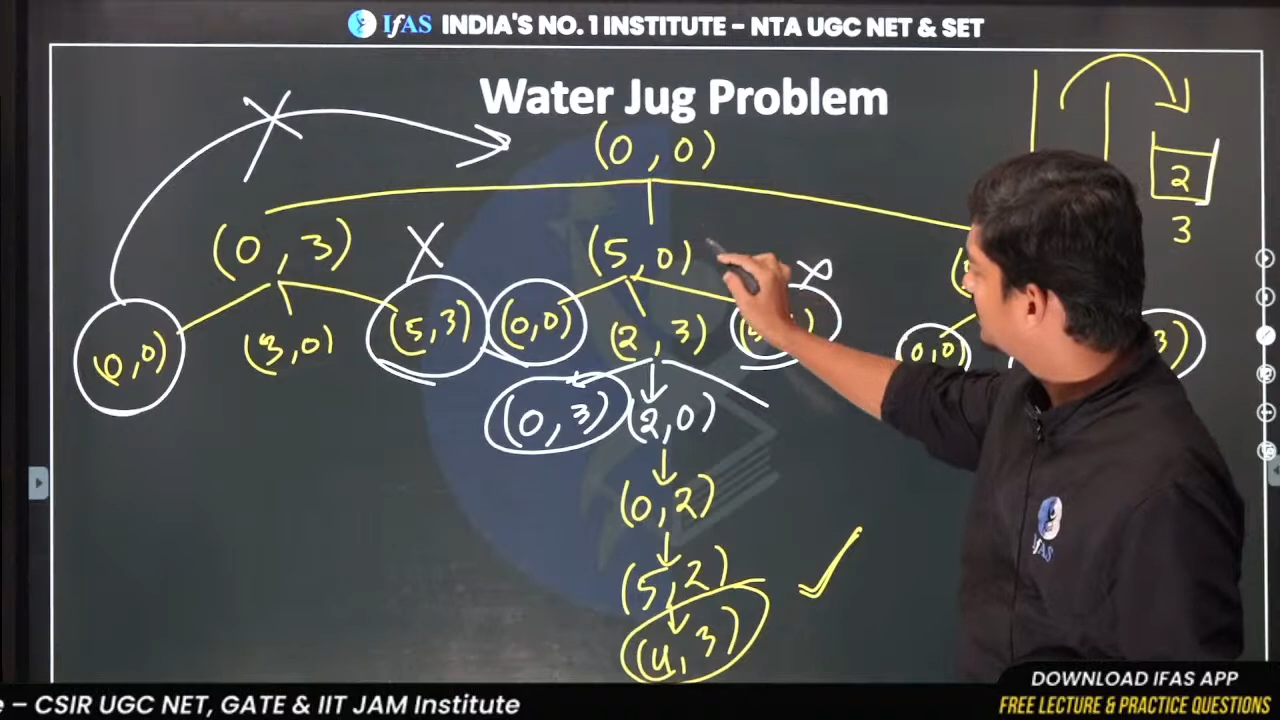 IfAS INDIA'S NO. 1 INSTITUTE – NTA UGC NET & SET
Water Jug Problem
(0,0)
2
3
(0,3)
(5,0)
(0,0)
(3,0)
(5,3)
(0,0)
(2,3)
(0,0)
(0,3)
(2,0)
(0,2)
(5,2)
(4,3)
IfAS
DOWNLOAD IFAS APP
FREE LECTURE & PRACTICE QUESTIONS
– CSIR UGC NET, GATE & IIT JAM Institute